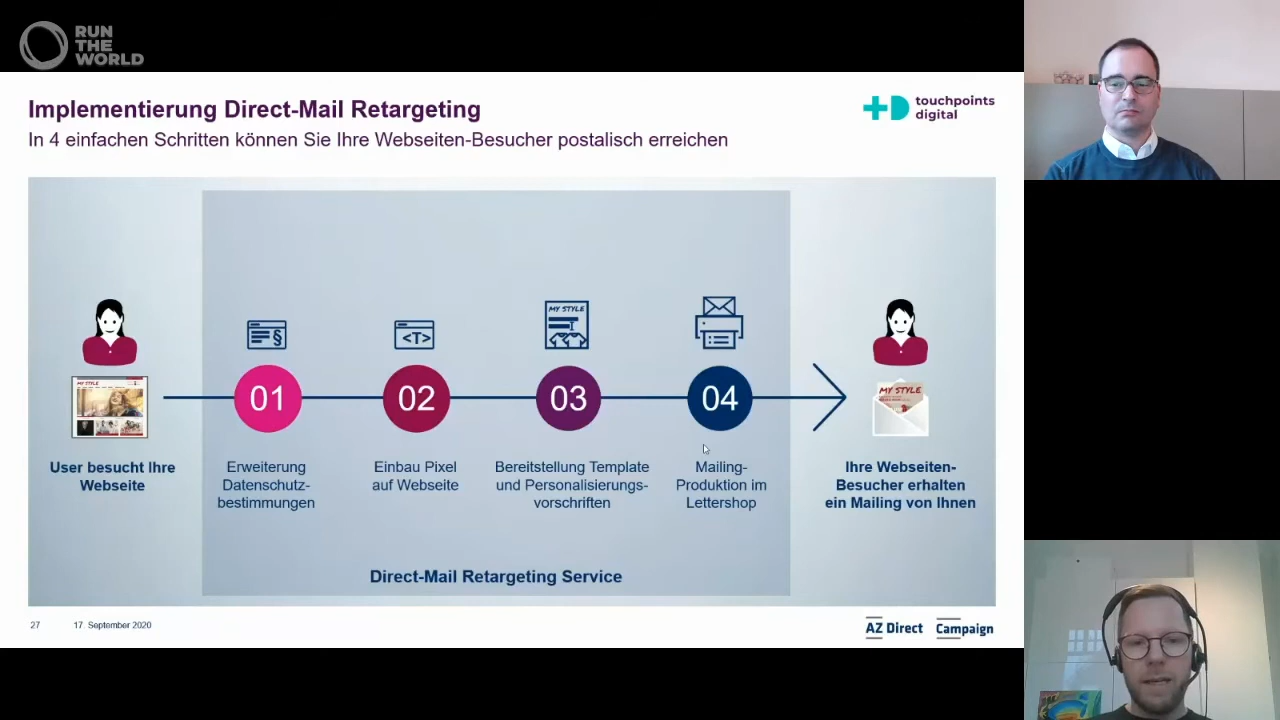 RUN
THE
WORLD
Implementierung Direct-Mail Retargeting
In 4 einfachen Schritten können Sie Ihre Webseiten-Besucher postalisch erreichen
touchpoints
digital
§
<T>
MY STYLE
MY STYLE
MY STYLE
01
02
03
04
User besucht Ihre
Webseite
Erweiterung
Datenschutz-
bestimmungen
Einbau Pixel
auf Webseite
Bereitstellung Template
und Personalisierungs-
vorschriften
Mailing-
Produktion im
Lettershop
Ihre Webseiten-
Besucher erhalten
ein Mailing von Ihnen
Direct-Mail Retargeting Service
27
17. September 2020
AZ Direct
Campaign